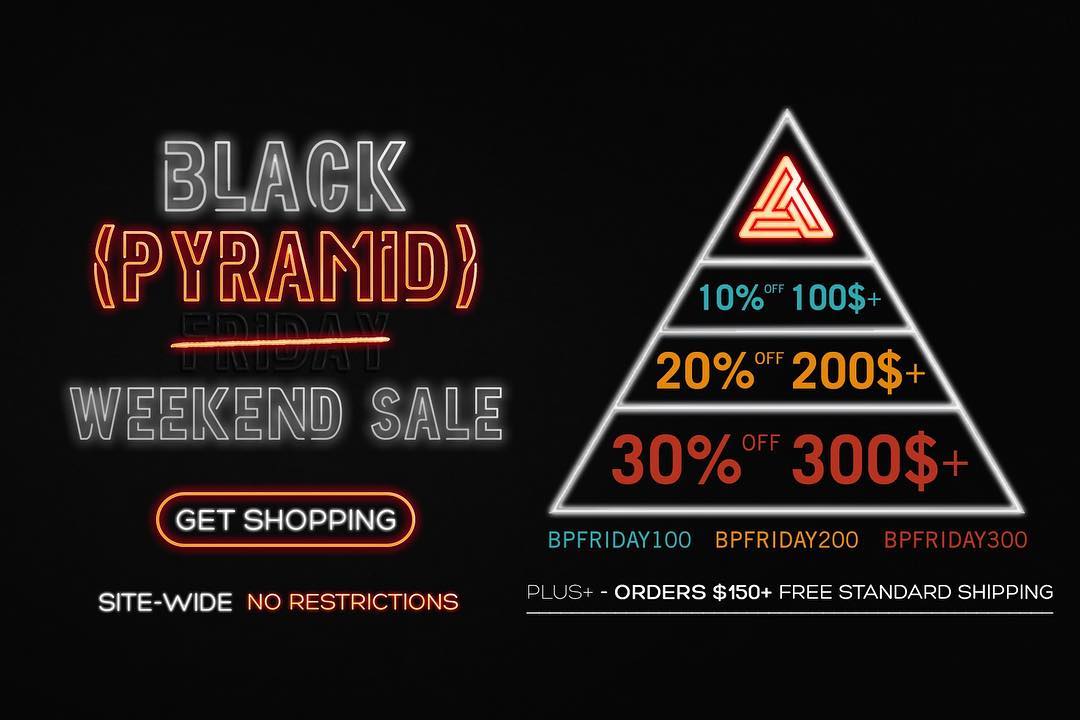 BLACK
(PYRAMID)
FRIDAY
WEEKEND SALE
GET SHOPPING
SITE-WIDE NO RESTRICTIONS
10% OFF 100$+
20% OFF 200$+
30% OFF 300$+
BPFRIDAY100 BPFRIDAY200 BPFRIDAY300
PLUS+ - ORDERS $150+ FREE STANDARD SHIPPING